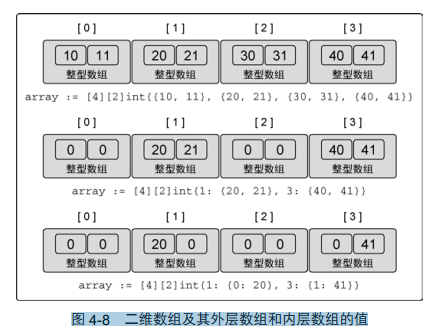 [0] [1] [2] [3]
10 11 20 21 30 31 40 41
整型数组 整型数组 整型数组 整型数组
array := [4][2]int{{10, 11}, {20, 21}, {30, 31}, {40, 41}}
[0] [1] [2] [3]
0 0 20 21 0 0 40 41
整型数组 整型数组 整型数组 整型数组
array := [4][2]int{1: {20, 21}, 3: {40, 41}}
[0] [1] [2] [3]
0 0 20 0 0 0 0 41
整型数组 整型数组 整型数组 整型数组
array := [4][2]int{1: {0: 20}, 3: {1: 41}}
图 4-8 二维数组及其外层数组和内层数组的值